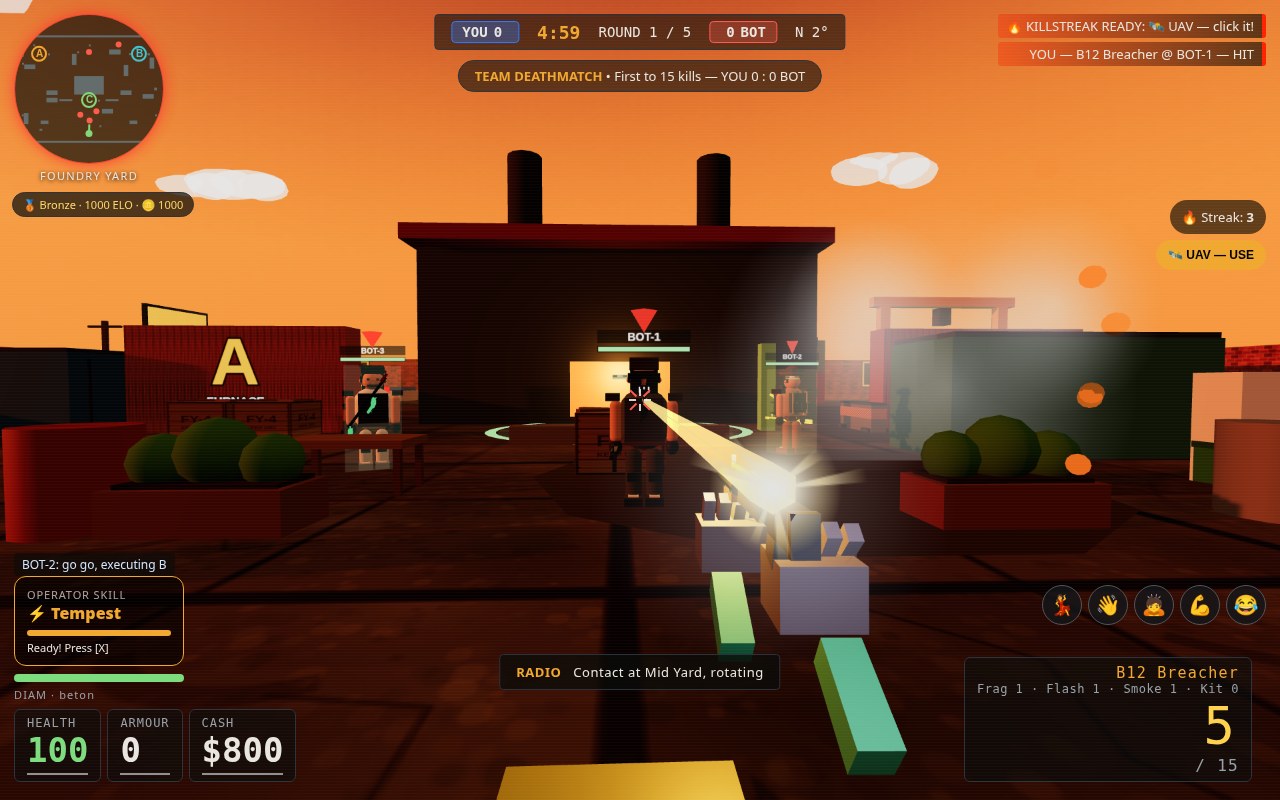 YOU 0
4:59
ROUND 1 / 5
0 BOT
N 2°
TEAM DEATHMATCH • First to 15 kills — YOU 0 : 0 BOT
🔥 KILLSTREAK READY: 🛰️ UAV — click it!
YOU — B12 Breacher @ BOT-1 — HIT
A
B
C
FOUNDRY YARD
🥉 Bronze · 1000 ELO · 🪙 1000
🔥 Streak: 3
🛰️ UAV — USE
BOT-1
BOT-3
BOT-2
A
FURNACE
FY-4
BOT-2: go go, executing B
OPERATOR SKILL
⚡ Tempest
Ready! Press [X]
DIAM · beton
HEALTH
100
ARMOUR
0
CASH
$800
RADIO Contact at Mid Yard, rotating
B12 Breacher
Frag 1 · Flash 1 · Smoke 1 · Kit 0
5
/ 15